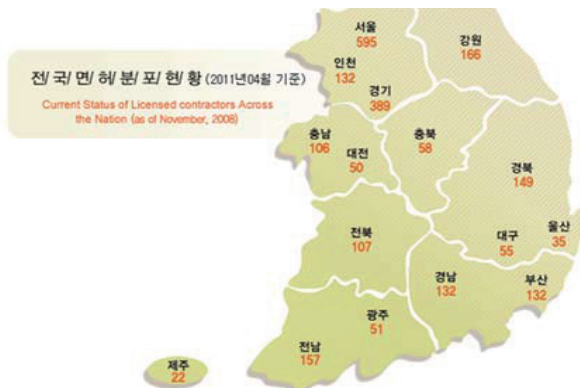 서울
595
강원
166
전/국/면/허/분/포/현/황 (2011년04월 기준)
인천
132
경기
389
Current Status of Licensed contractors Across
the Nation (as of November, 2008)
충남
106
대전
50
충북
58
경북
149
전북
107
대구
55
울산
35
경남
132
부산
132
광주
51
전남
157
제주
22